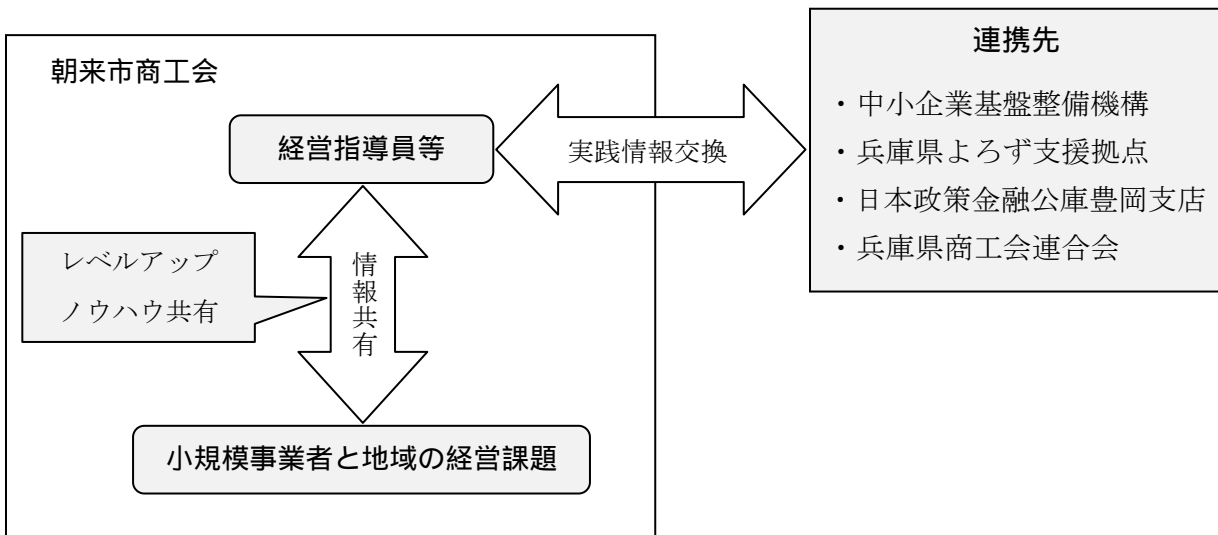 朝来市商工会
経営指導員等
実践情報交換
レベルアップ
ノウハウ共有
情報共有
小規模事業者と地域の経営課題
連携先
・中小企業基盤整備機構
・兵庫県よろず支援拠点
・日本政策金融公庫豊岡支店
・兵庫県商工会連合会